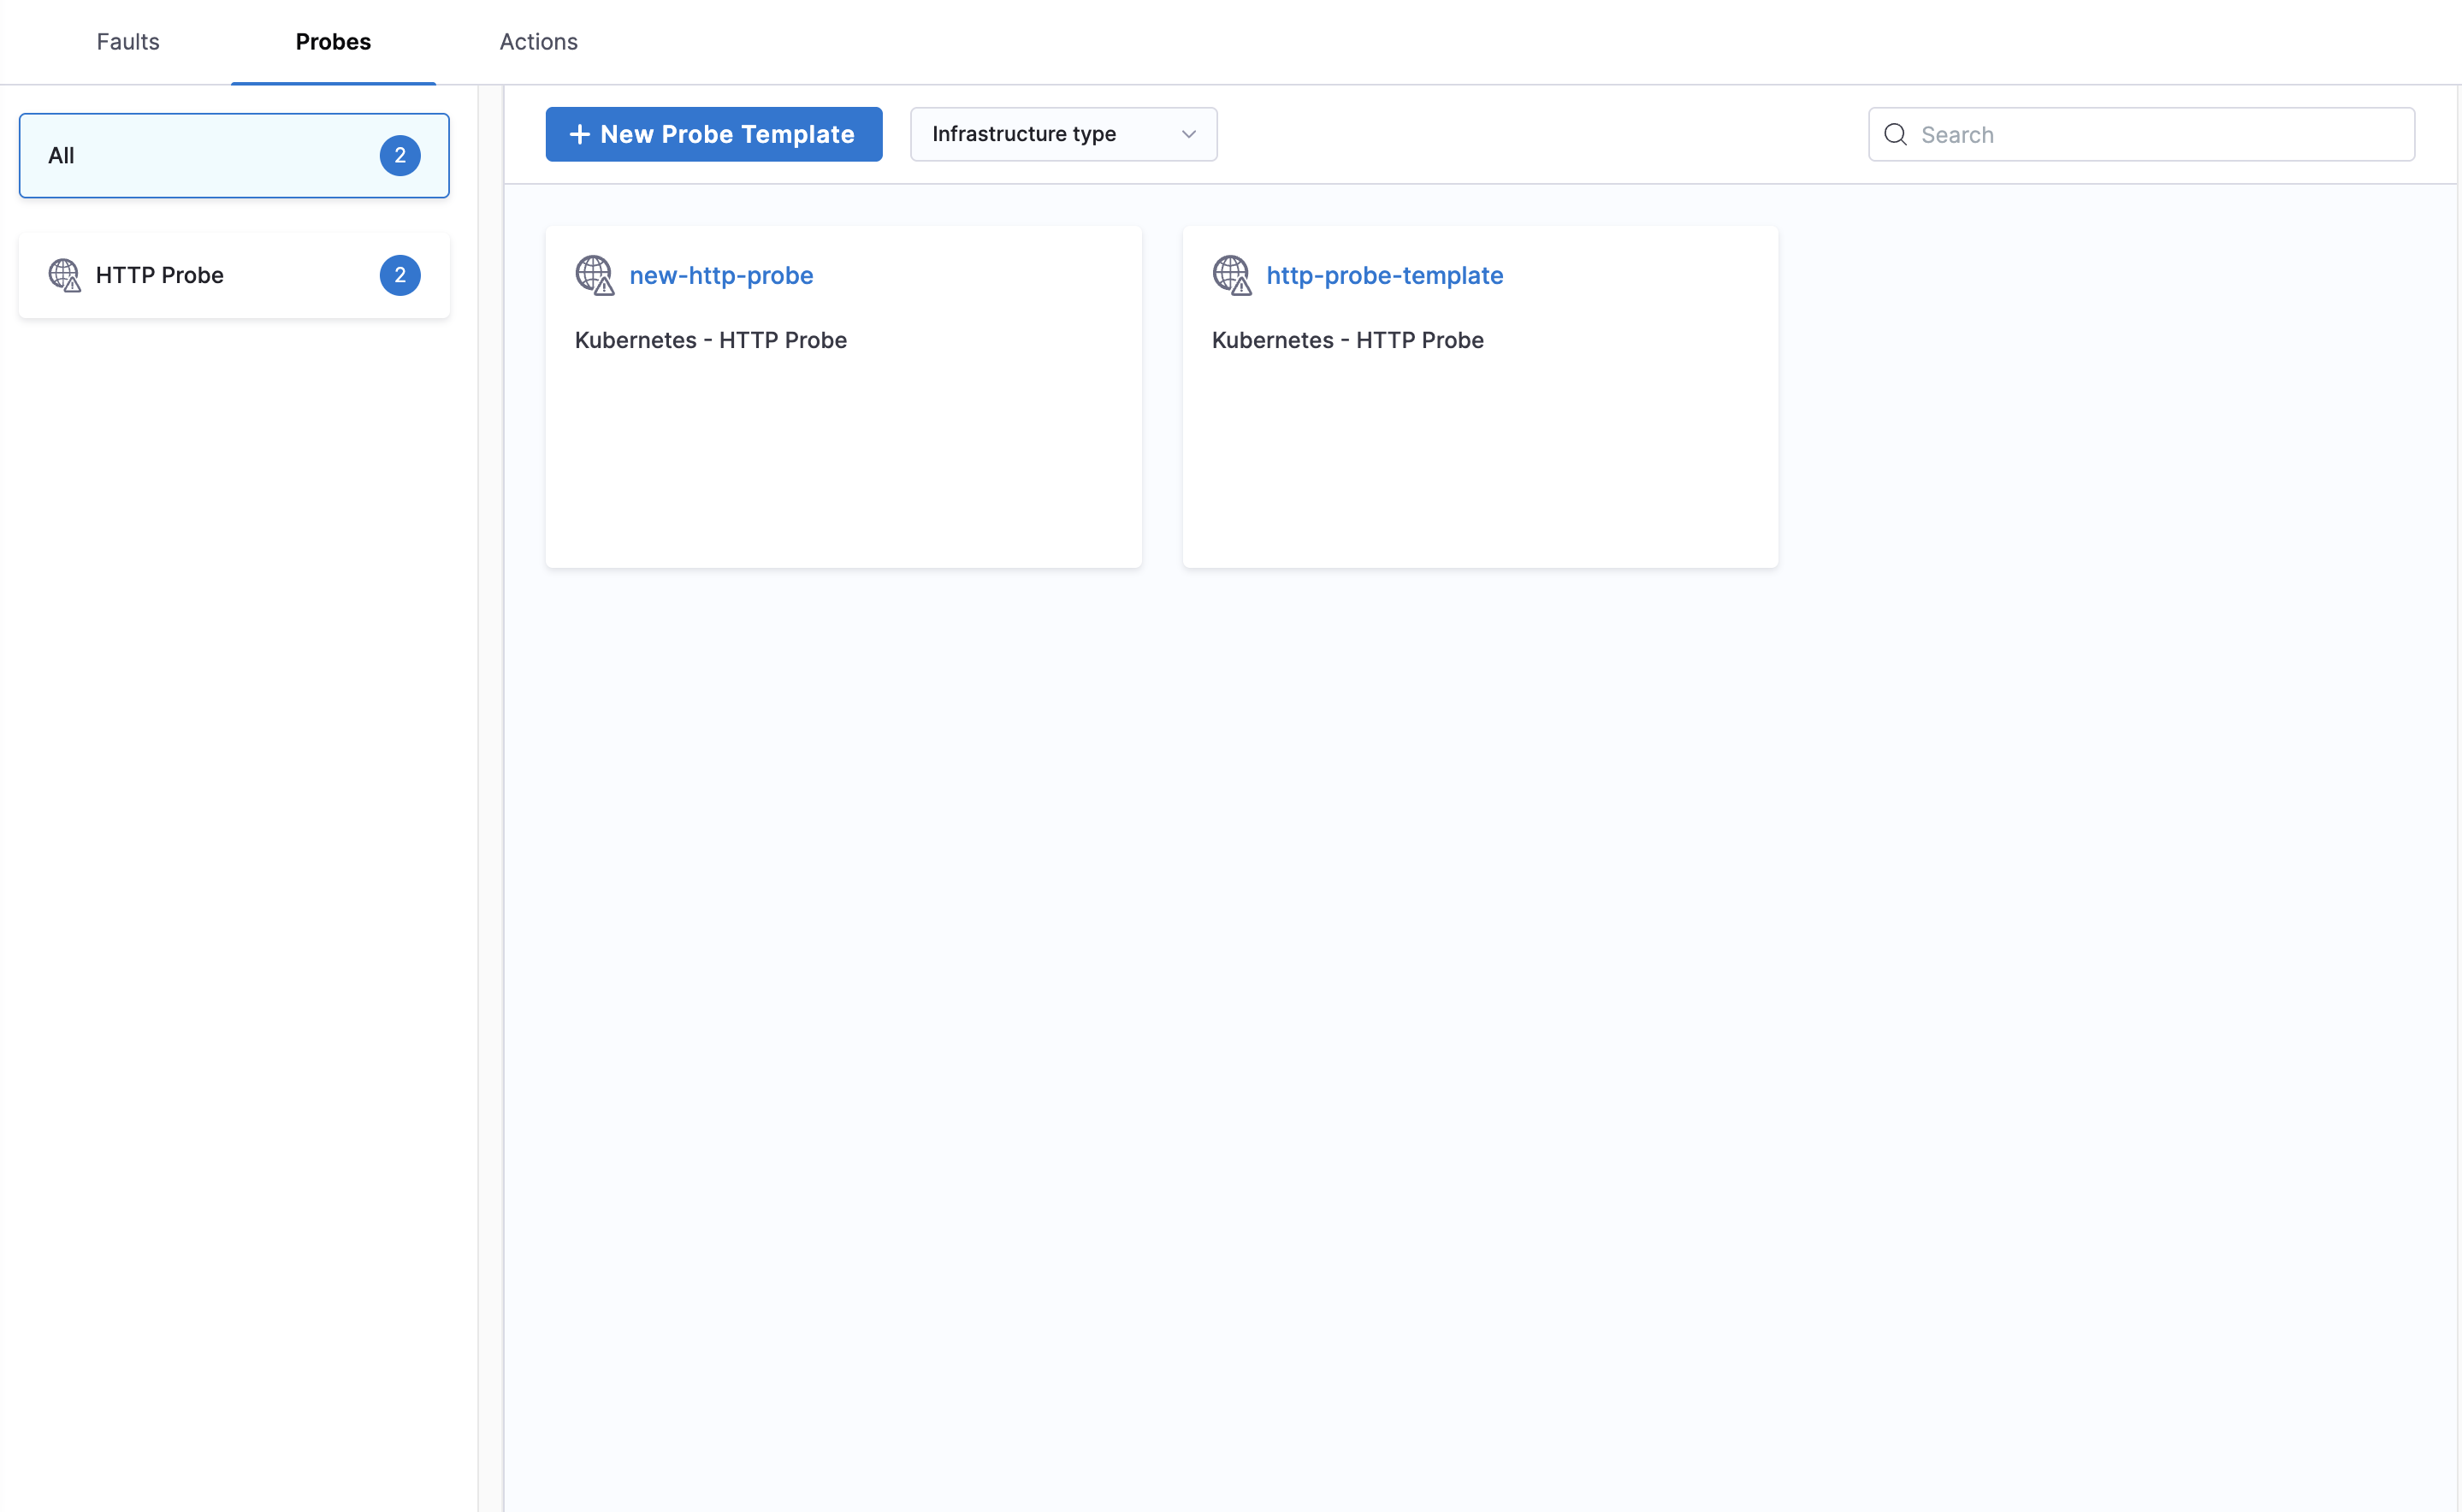 Faults
Probes
Actions
All
2
HTTP Probe
2
+ New Probe Template
Infrastructure type
Search
new-http-probe
Kubernetes - HTTP Probe
http-probe-template
Kubernetes - HTTP Probe